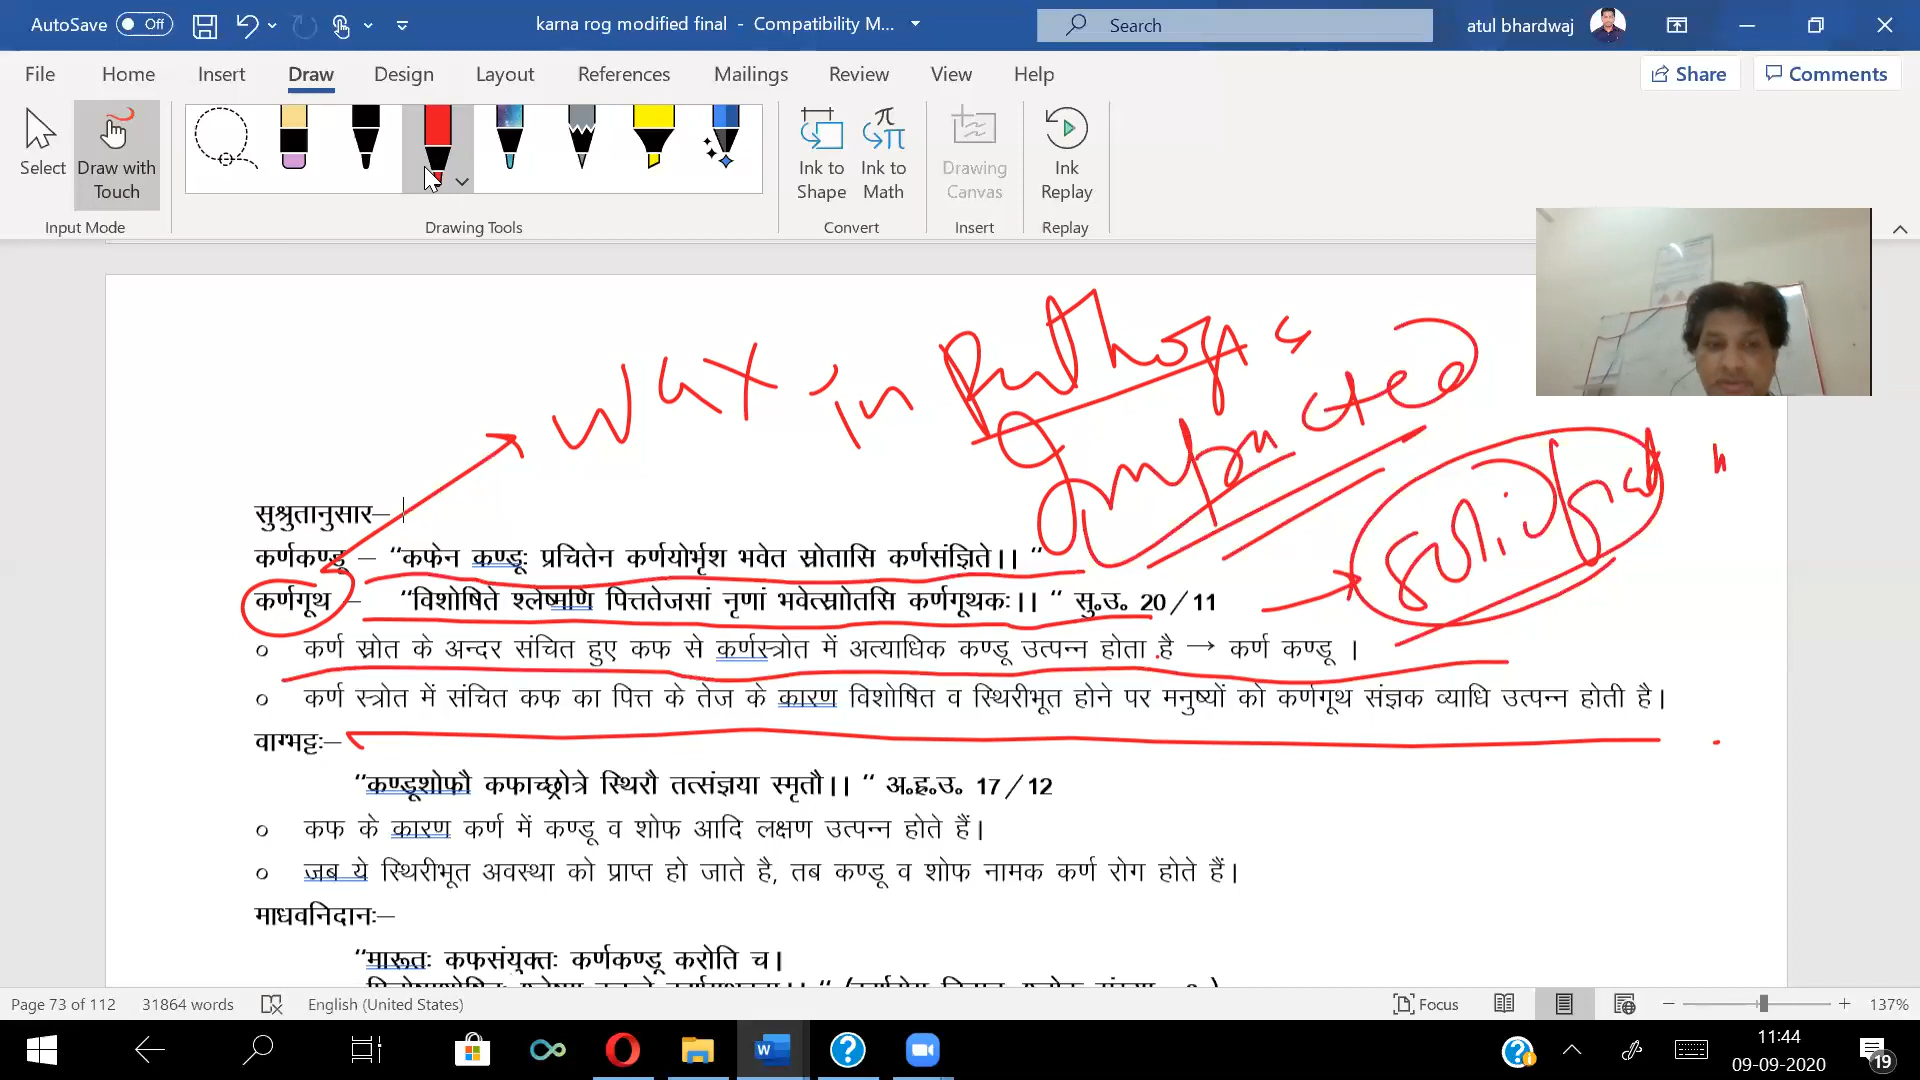 AutoSave Off karna rog modified final - Compatibility M... Search atul bhardwaj
File Home Insert Draw Design Layout References Mailings Review View Help Share Comments
Select Draw with Touch Ink to Shape Ink to Math Drawing Canvas Ink Replay
Input Mode Drawing Tools Convert Insert Replay
wax in Pathog
Impacted
solidified
सुश्रुतानुसार–
कर्णकण्डू – “कफेन कण्डूः प्रचितेन कर्णयोर्भृश भवेत स्रोतासि कर्णसंज्ञिते।। “
कर्णगूथ – “विशोषिते श्लेष्मणि पित्ततेजसां नृणां भवेत्स्राोतसि कर्णगूथकः।। “ सु॰उ॰ 20/11
o कर्ण स्रोत के अन्दर संचित हुए कफ से कर्णस्त्रोत में अत्याधिक कण्डू उत्पन्न होता है → कर्ण कण्डू ।
o कर्ण स्त्रोत में संचित कफ का पित्त के तेज के कारण विशोषित व स्थिरीभूत होने पर मनुष्यों को कर्णगूथ संज्ञक व्याधि उत्पन्न होती है।
वाग्भट्टः–
“कण्डूशोफौ कफाच्छ्रोत्रे स्थिरौ तत्संज्ञया स्मृतौ।। “ अ॰ह्र॰उ॰ 17/12
o कफ के कारण कर्ण में कण्डू व शोफ आदि लक्षण उत्पन्न होते हैं।
o जब ये स्थिरीभूत अवस्था को प्राप्त हो जाते है, तब कण्डू व शोफ नामक कर्ण रोग होते हैं।
माधवनिदानः–
“मारूतः कफसंयुक्तः कर्णकण्डू करोति च।
Page 73 of 112 31864 words English (United States) Focus 137%
11:44
09-09-2020 19